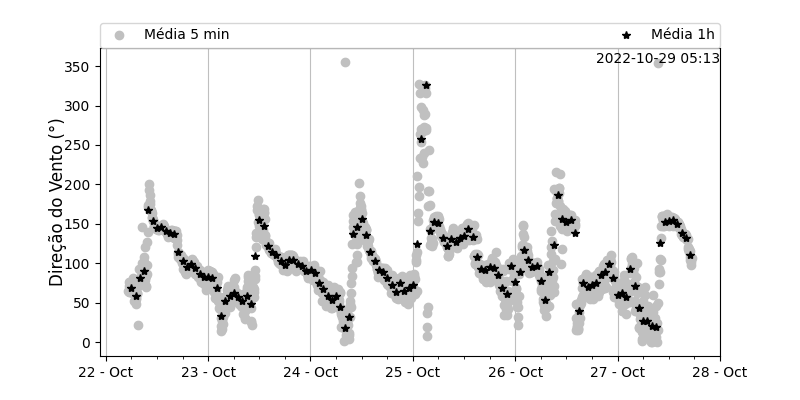 Média 5 min
Média 1h
2022-10-29 05:13
Direção do Vento (°)
350
300
250
200
150
100
50
0
22 - Oct
23 - Oct
24 - Oct
25 - Oct
26 - Oct
27 - Oct
28 - Oct